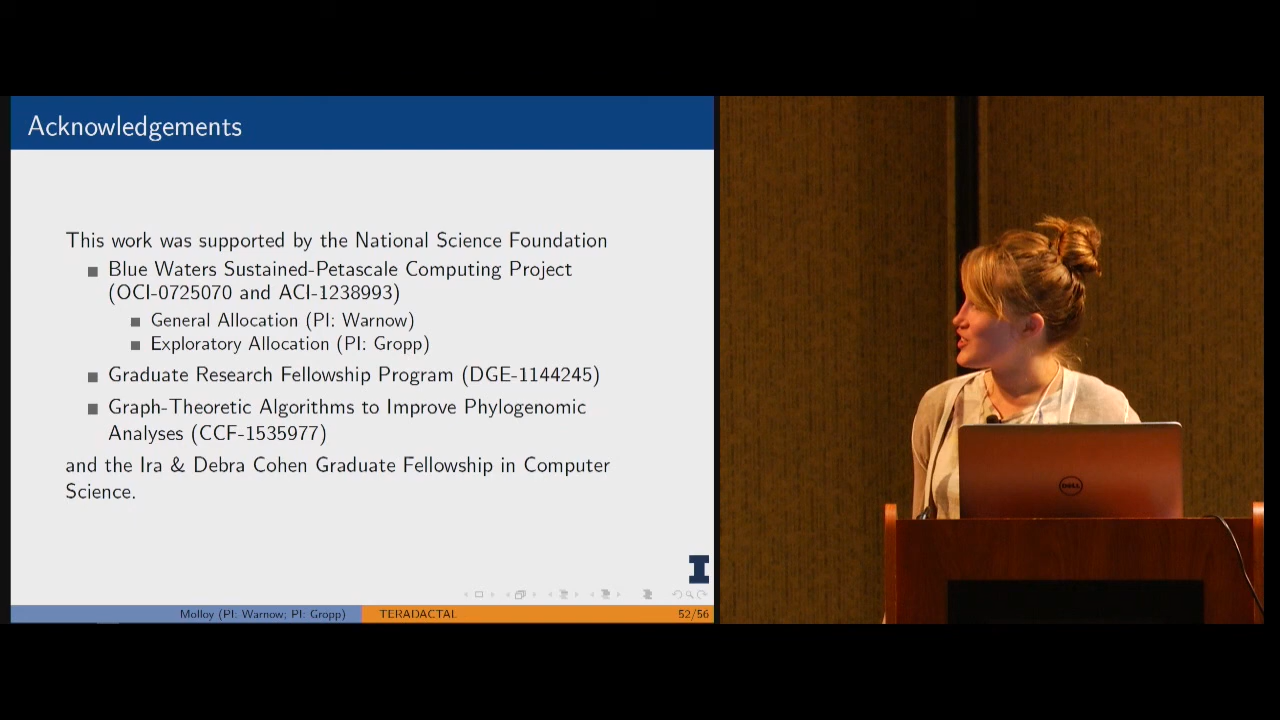 Acknowledgements
This work was supported by the National Science Foundation
■ Blue Waters Sustained-Petascale Computing Project
(OCI-0725070 and ACI-1238993)
■ General Allocation (PI: Warnow)
■ Exploratory Allocation (PI: Gropp)
■ Graduate Research Fellowship Program (DGE-1144245)
■ Graph-Theoretic Algorithms to Improve Phylogenomic
Analyses (CCF-1535977)
and the Ira & Debra Cohen Graduate Fellowship in Computer
Science.
I
Molloy (PI: Warnow; PI: Gropp) TERADACTAL 52/56
DELL